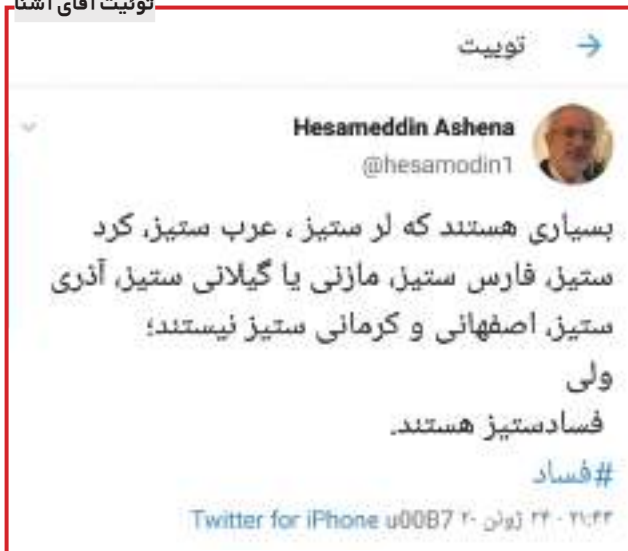 توئیت آقای آشنا
توییت
Hesameddin Ashena
@hesamodin1
بسیاری هستند که لر ستیز ، عرب ستیز، کرد
ستیز، فارس ستیز، مازنی یا گیلانی ستیز، آذری
ستیز، اصفهانی و کرمانی ستیز نیستند؛
ولی
فسادستیز هستند.
#فساد
۲۱:۴۳ - ۲۴ ژوئن ۲۰ u00B7 Twitter for iPhone